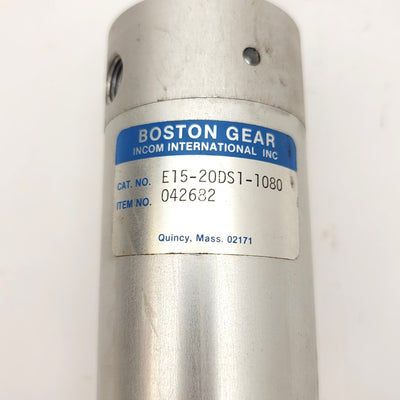 BOSTON GEAR
INCOM INTERNATIONAL INC
CAT. NO. E15-20DS1-1080
ITEM NO. 042682
Quincy, Mass. 02171